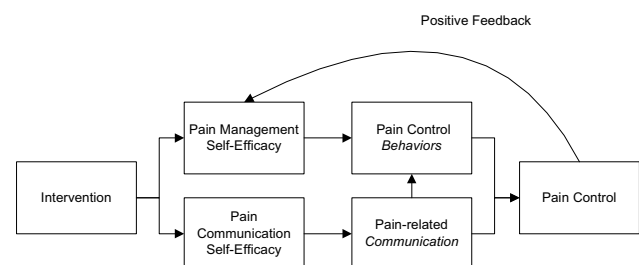 Positive Feedback
Pain Management
Self-Efficacy
Pain Control
Behaviors
Intervention
Pain Control
Pain
Communication
Self-Efficacy
Pain-related
Communication